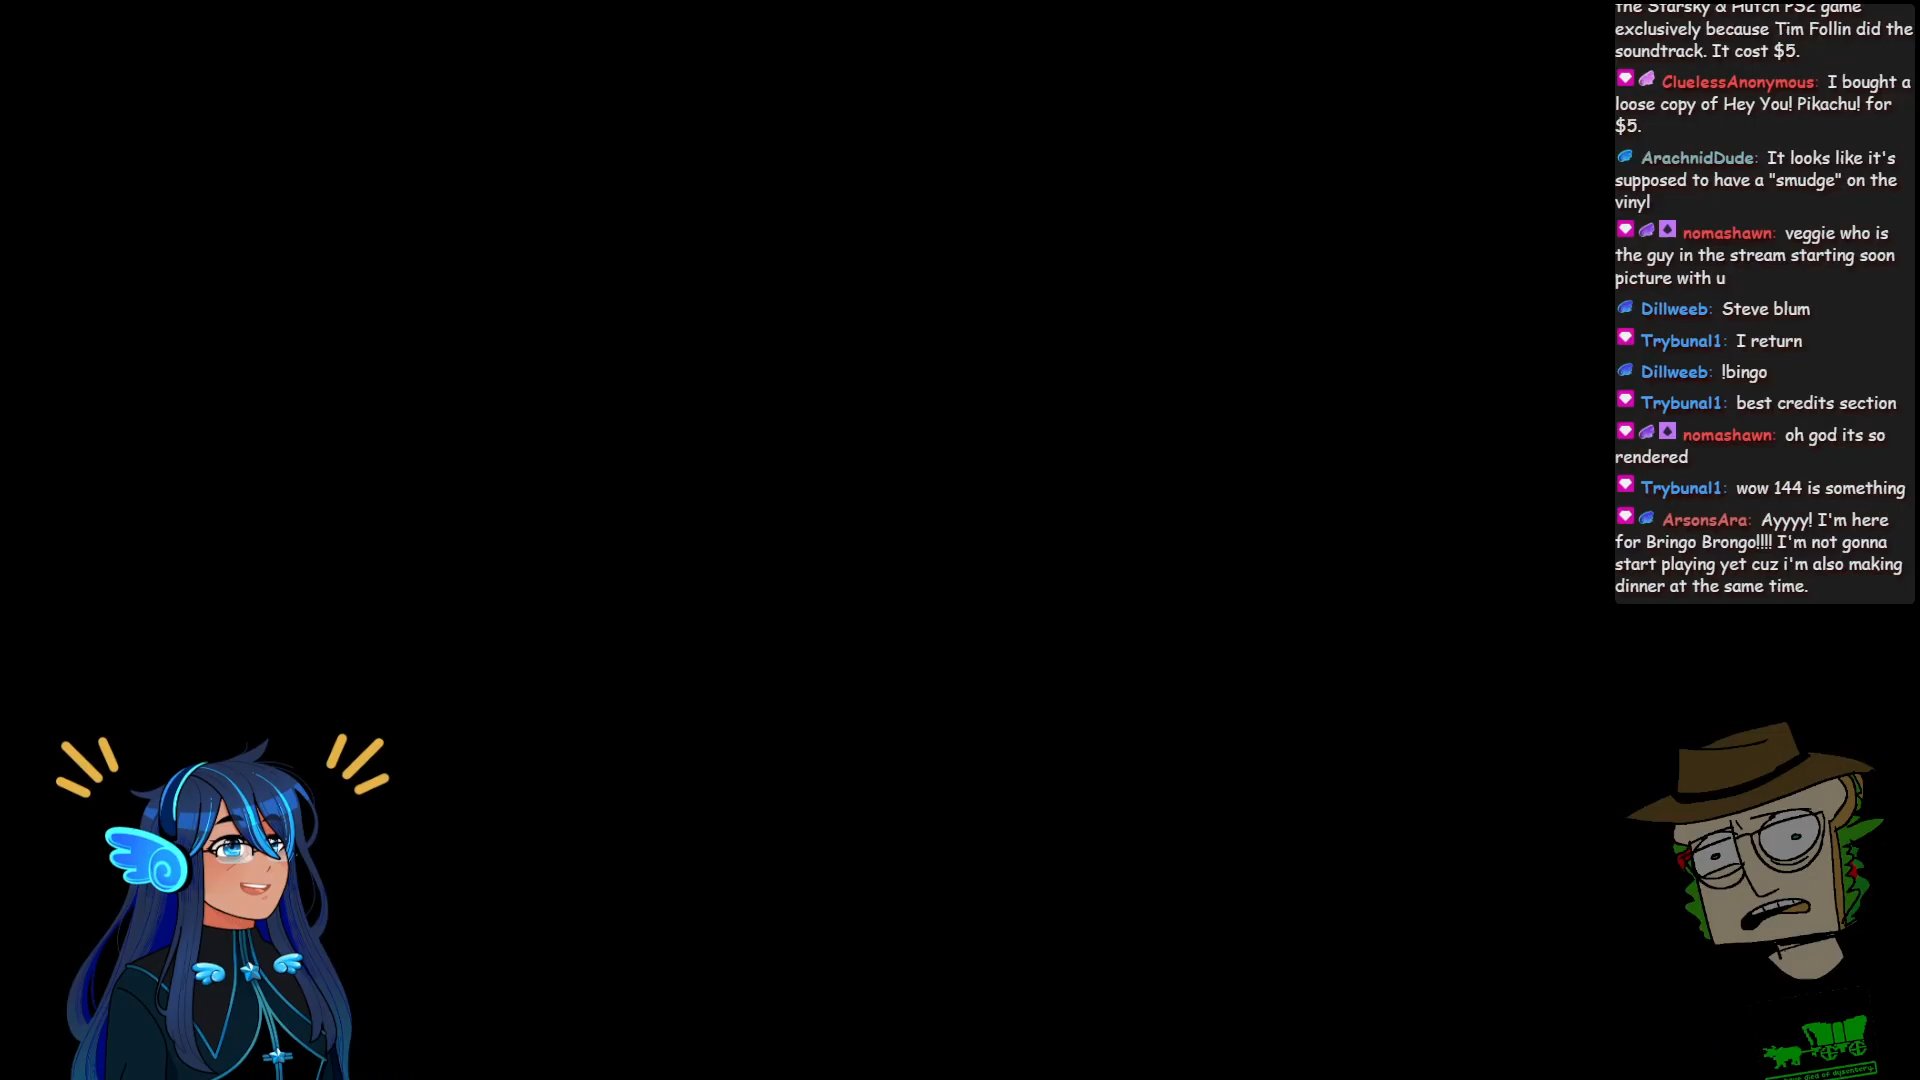 the Starsky & Hutch PS2 game
exclusively because Tim Follin did the
soundtrack. It cost $5.
CluelessAnonymous: I bought a
loose copy of Hey You! Pikachu! for
$5.
ArachnidDude: It looks like it's
supposed to have a "smudge" on the
vinyl
nomashawn: veggie who is
the guy in the stream starting soon
picture with u
Dillweeb: Steve blum
Trybunal1: I return
Dillweeb: !bingo
Trybunal1: best credits section
nomashawn: oh god its so
rendered
Trybunal1: wow 144 is something
ArsonsAra: Ayyyy! I'm here
for Bringo Brongo!!!! I'm not gonna
start playing yet cuz i'm also making
dinner at the same time.
have died of dysentery.